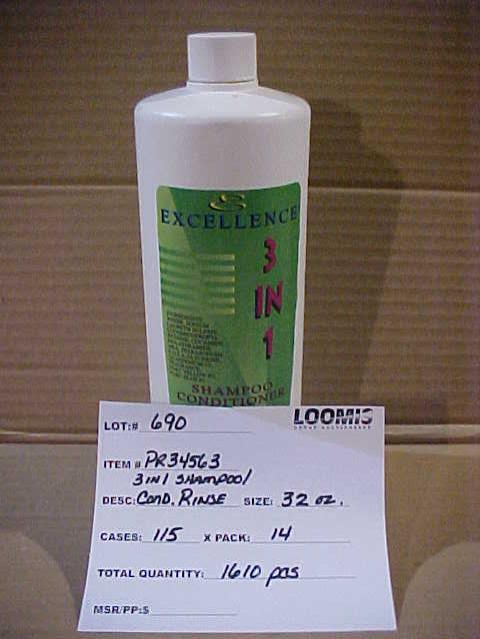 EXCELLENCE
3
IN
1
SHAMPOO
CONDITIONER
LOOMIS
LOT:# 690
ITEM # PR34563
3 IN 1 SHAMPOO/
DESC: COND. RINSE SIZE: 32 oz.
CASES: 115 X PACK: 14
TOTAL QUANTITY: 1610 pcs
MSR/PP:$